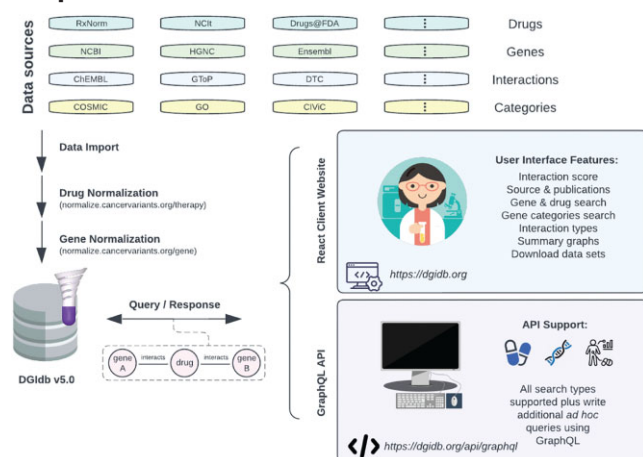 Data sources
RxNorm NCIt Drugs@FDA ⋮ Drugs
NCBI HGNC Ensembl ⋮ Genes
ChEMBL GToP DTC ⋮ Interactions
COSMIC GO CIViC ⋮ Categories
Data Import
Drug Normalization
(normalize.cancervariants.org/therapy)
Gene Normalization
(normalize.cancervariants.org/gene)
DGIdb v5.0
Query / Response
gene A interacts drug interacts gene B
React Client Website
User Interface Features:
Interaction score
Source & publications
Gene & drug search
Gene categories search
Interaction types
Summary graphs
Download data sets
https://dgidb.org
GraphQL API
API Support:
All search types
supported plus write
additional ad hoc
queries using
GraphQL
</> https://dgidb.org/api/graphql